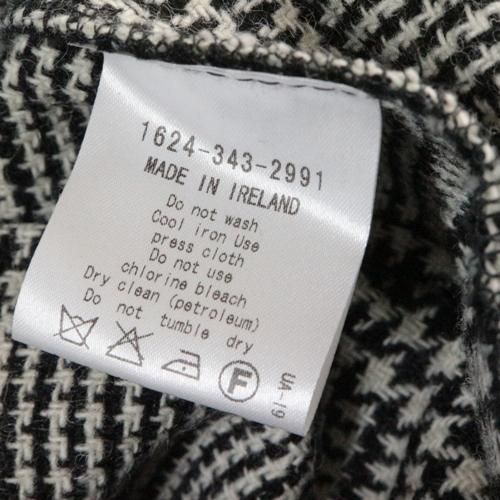 1624-343-2991
MADE IN IRELAND
Do not wash
Cool iron Use
press cloth
Do not use
chlorine bleach
Dry clean (petroleum)
Do not tumble dry
F
UA-19